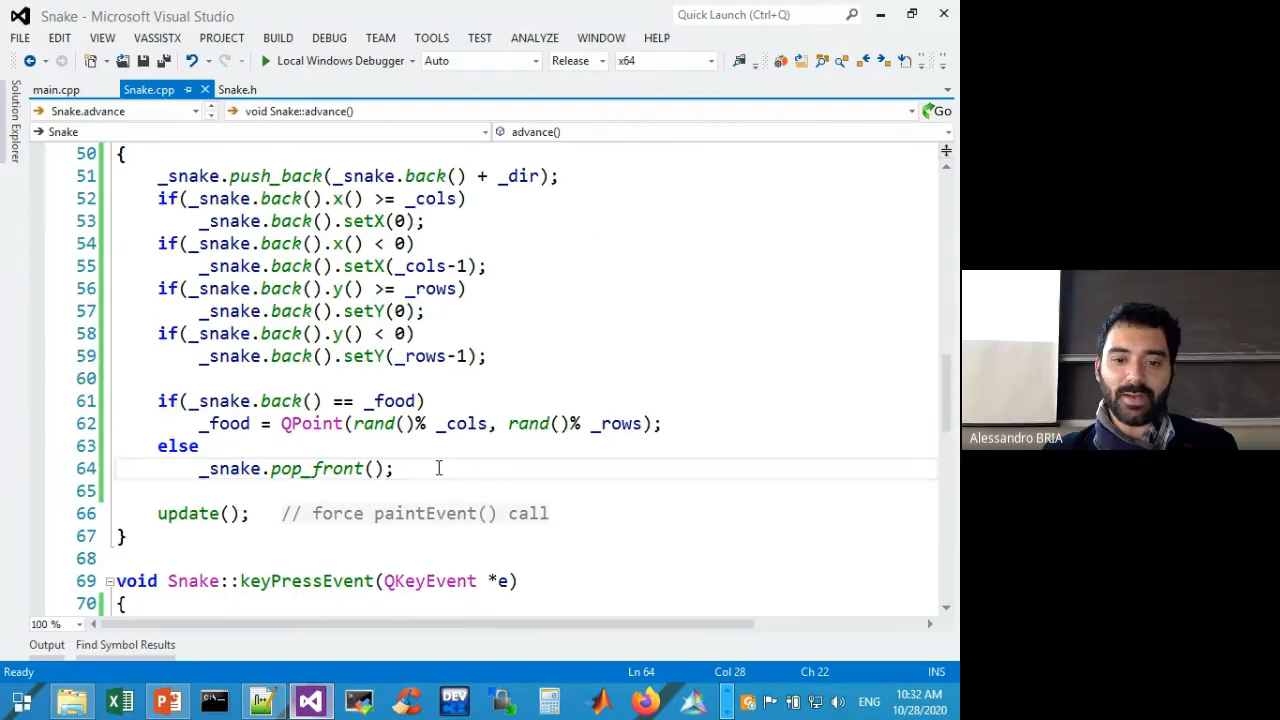 Snake - Microsoft Visual Studio
Quick Launch (Ctrl+Q)
FILE EDIT VIEW VASSISTX PROJECT BUILD DEBUG TEAM TOOLS TEST ANALYZE WINDOW HELP
Local Windows Debugger Auto Release x64
main.cpp Snake.cpp Snake.h
Solution Explorer
Snake.advance void Snake::advance() Go
Snake advance()
50 {
51 _snake.push_back(_snake.back() + _dir);
52 if(_snake.back().x() >= _cols)
53 _snake.back().setX(0);
54 if(_snake.back().x() < 0)
55 _snake.back().setX(_cols-1);
56 if(_snake.back().y() >= _rows)
57 _snake.back().setY(0);
58 if(_snake.back().y() < 0)
59 _snake.back().setY(_rows-1);
60
61 if(_snake.back() == _food)
62 _food = QPoint(rand()% _cols, rand()% _rows);
63 else
64 _snake.pop_front();
65
66 update(); // force paintEvent() call
67 }
68
69 void Snake::keyPressEvent(QKeyEvent *e)
70 {
100 %
Output Find Symbol Results
Ready Ln 64 Col 28 Ch 22 INS
DEV
ENG
10:32 AM
10/28/2020
Alessandro BRIA